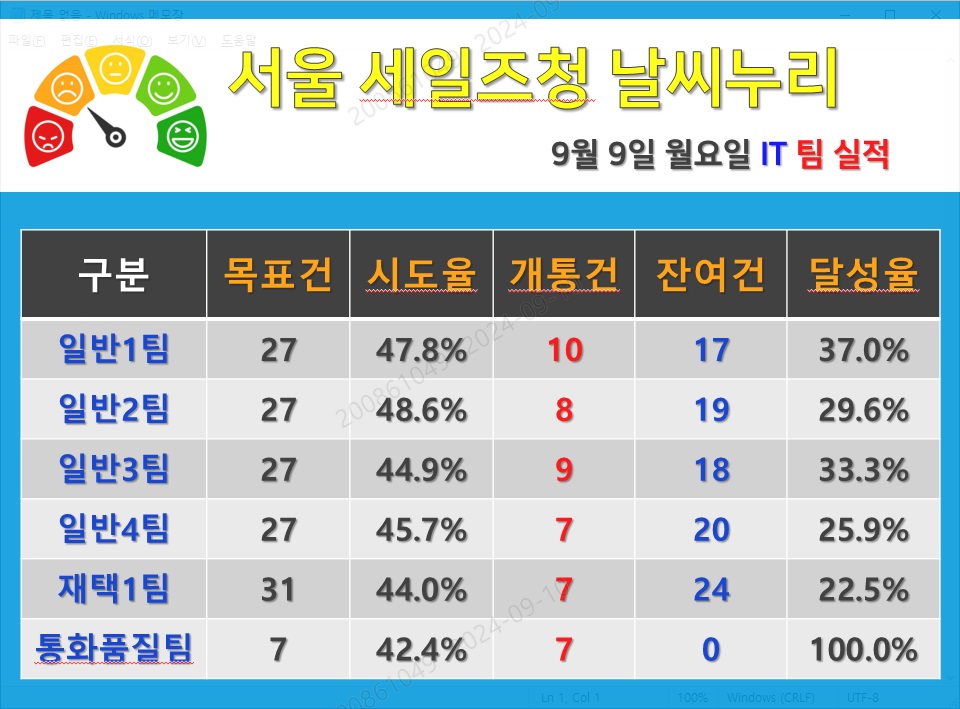 제목 없음 - Windows 메모장
파일(F) 편집(E) 서식(O) 보기(V) 도움말
서울 세일즈청 날씨누리
9월 9일 월요일 IT 팀 실적
구분 목표건 시도율 개통건 잔여건 달성율
일반1팀 27 47.8% 10 17 37.0%
일반2팀 27 48.6% 8 19 29.6%
일반3팀 27 44.9% 9 18 33.3%
일반4팀 27 45.7% 7 20 25.9%
재택1팀 31 44.0% 7 24 22.5%
통화품질팀 7 42.4% 7 0 100.0%
Ln 1, Col 1 100% Windows (CRLF) UTF-8